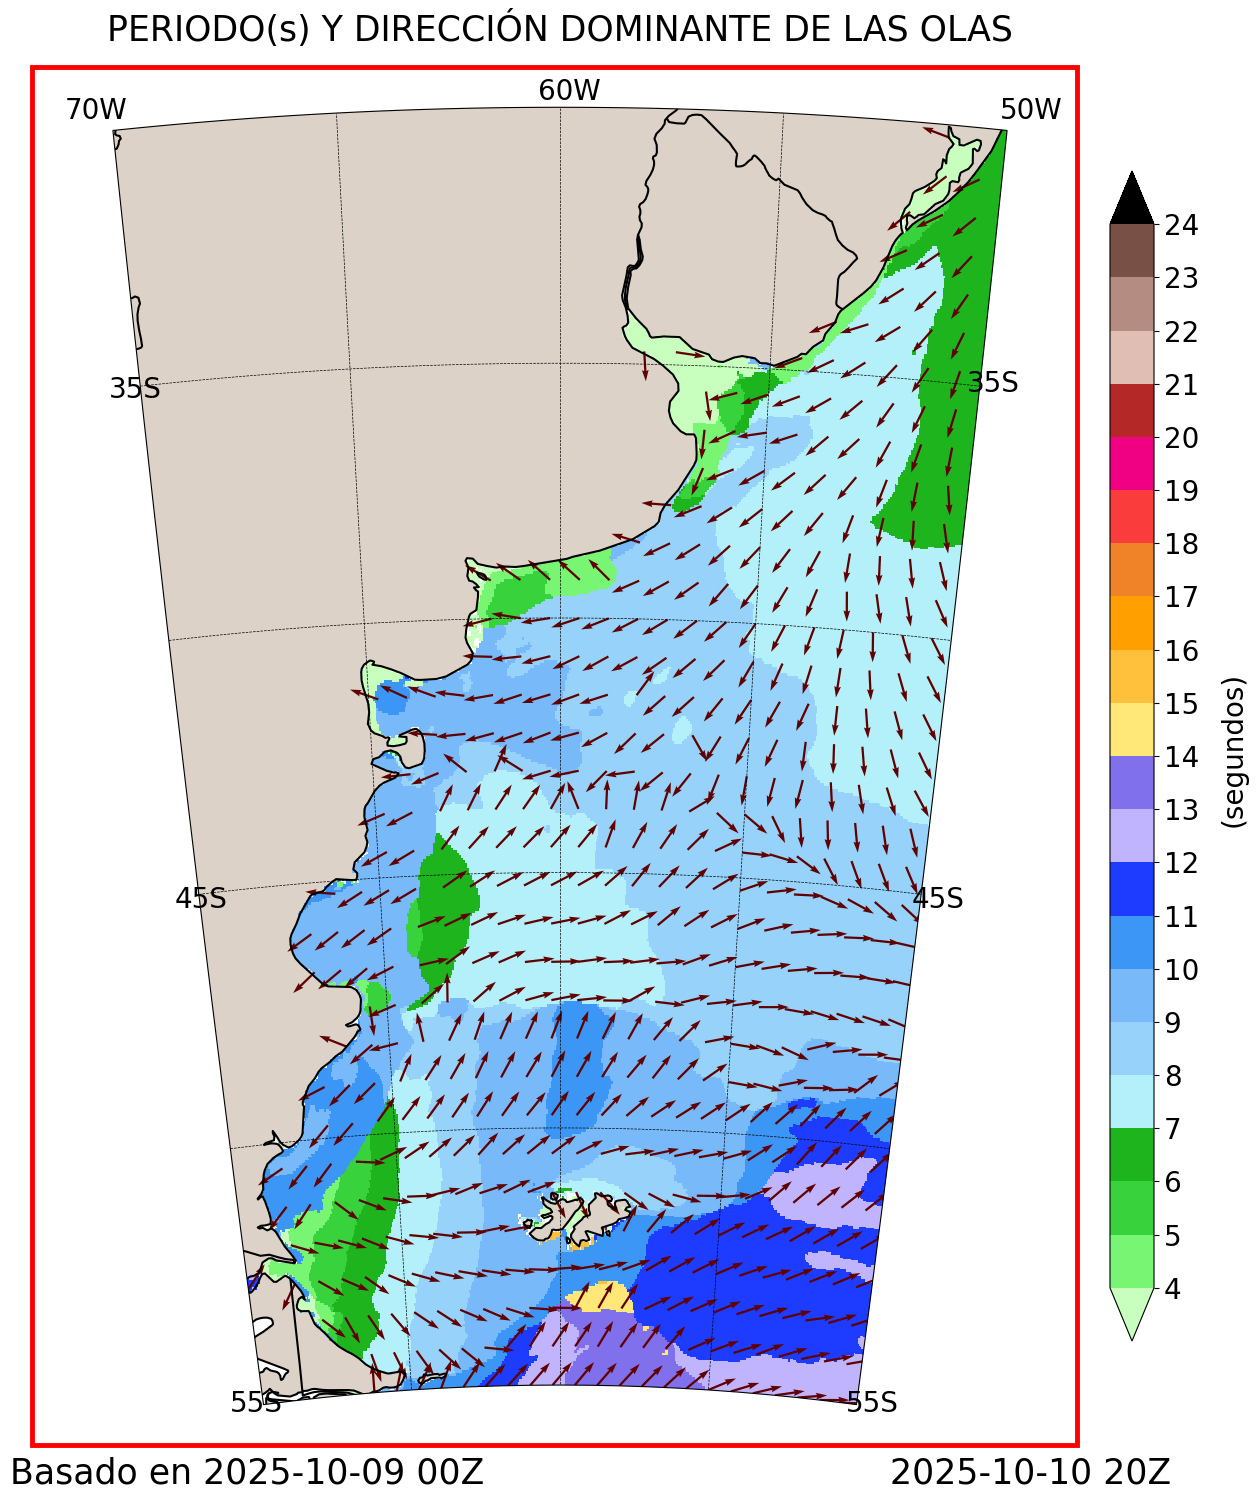 PERIODO(s) Y DIRECCIÓN DOMINANTE DE LAS OLAS
70W
60W
50W
35S
35S
45S
45S
55S
55S
24
23
22
21
20
19
18
17
16
15
14
13
12
11
10
9
8
7
6
5
4
(segundos)
Basado en 2025-10-09 00Z
2025-10-10 20Z